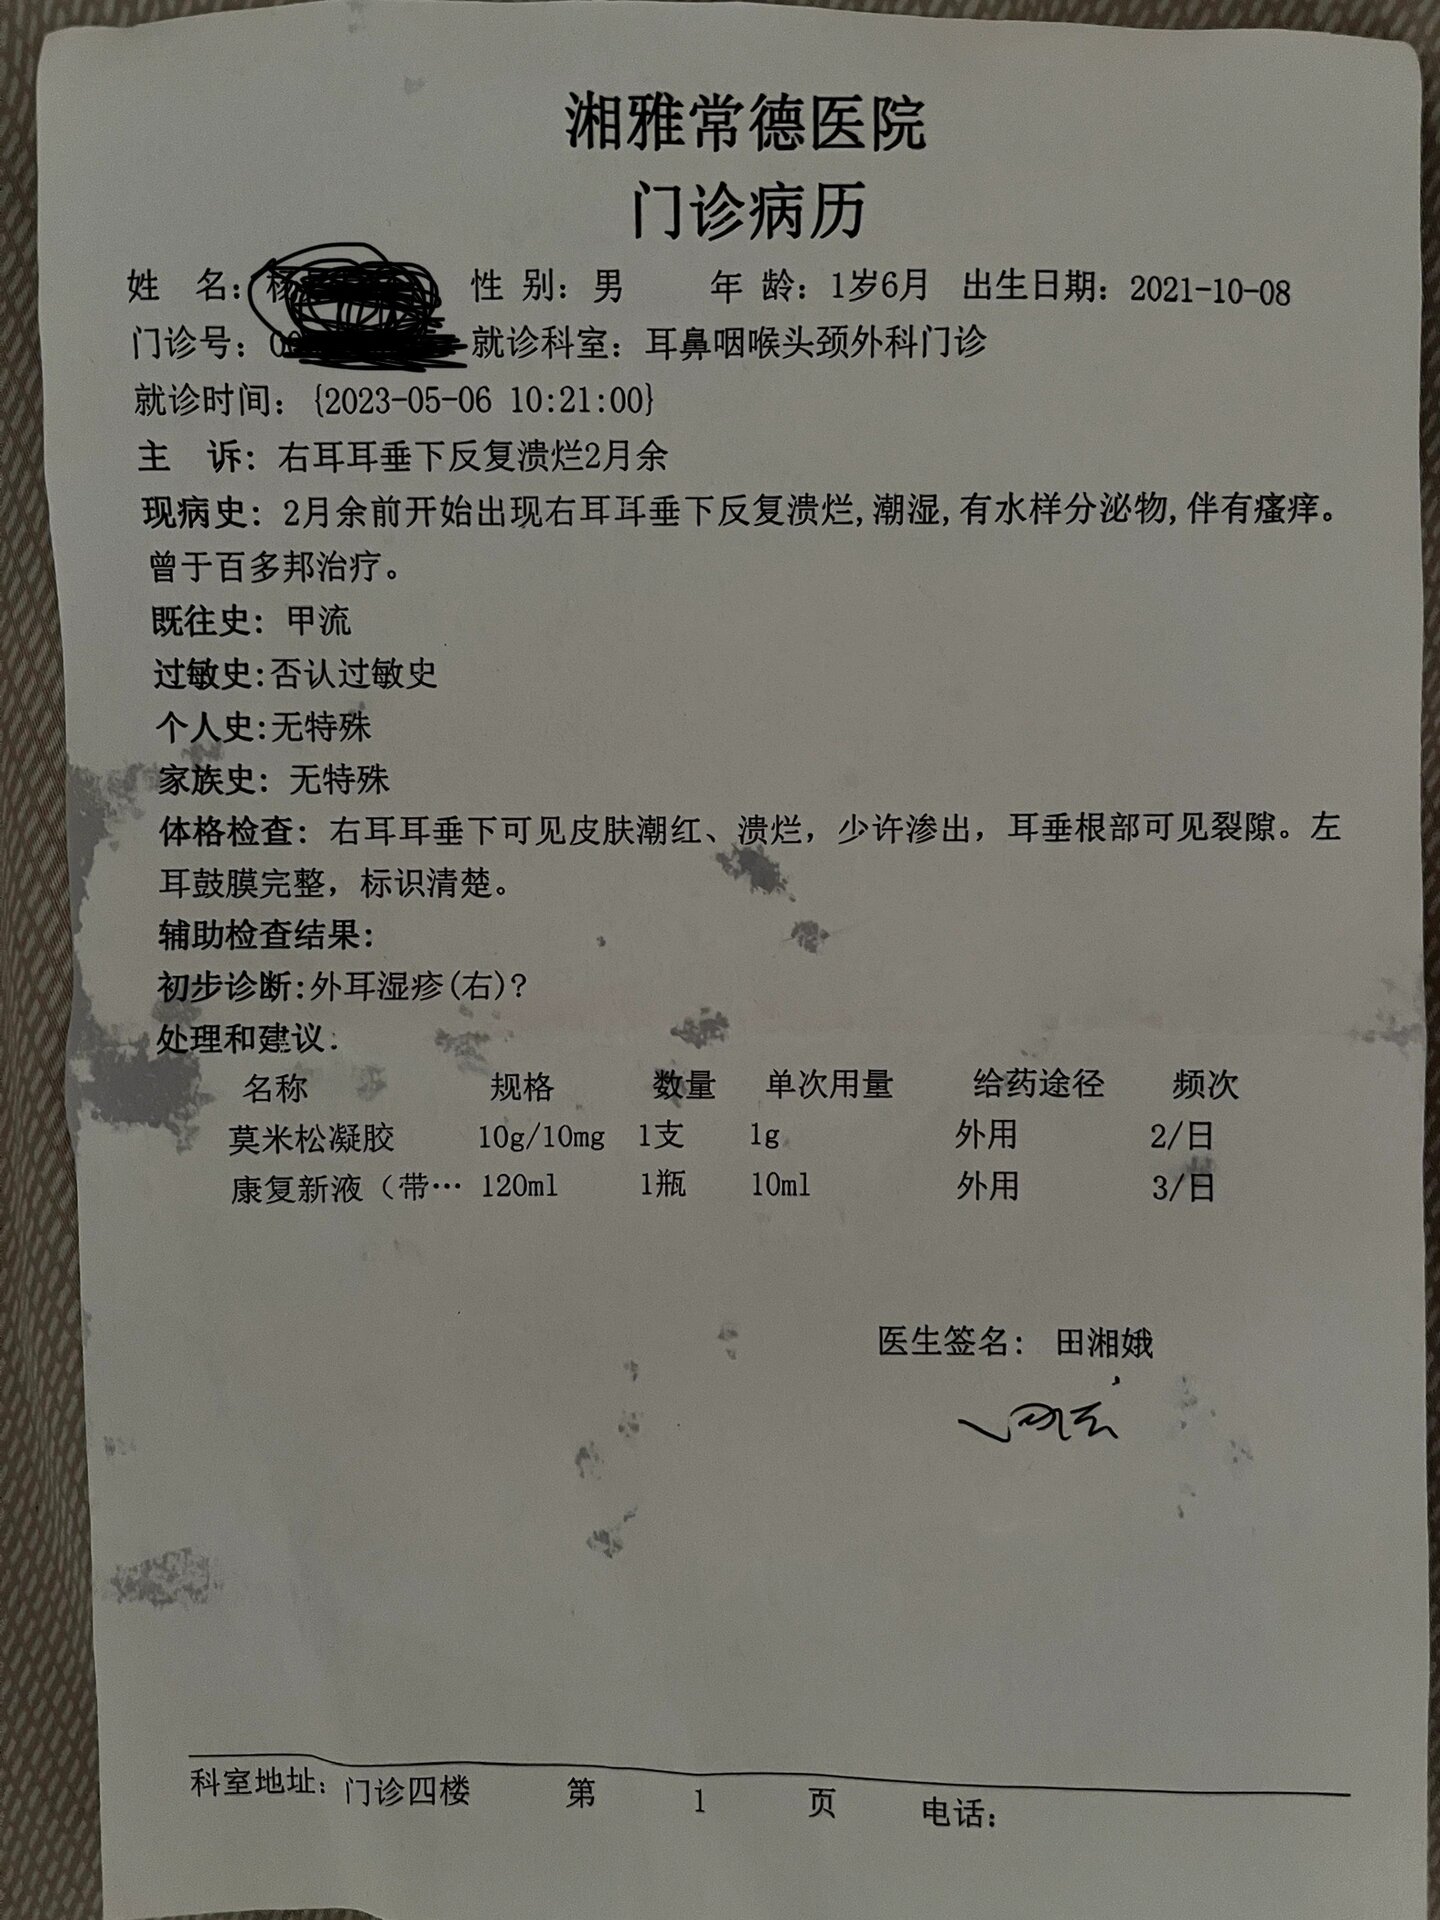 湘雅常德医院
门诊病历
姓 名: 杨 性 别: 男 年 龄: 1岁6月 出生日期: 2021-10-08
门诊号: 0 就诊科室: 耳鼻咽喉头颈外科门诊
就诊时间: {2023-05-06 10:21:00}
主 诉: 右耳耳垂下反复溃烂2月余
现病史: 2月余前开始出现右耳耳垂下反复溃烂,潮湿,有水样分泌物,伴有瘙痒。
曾于百多邦治疗。
既往史: 甲流
过敏史:否认过敏史
个人史:无特殊
家族史: 无特殊
体格检查: 右耳耳垂下可见皮肤潮红、溃烂，少许渗出，耳垂根部可见裂隙。左
耳鼓膜完整，标识清楚。
辅助检查结果:
初步诊断:外耳湿疹(右)?
处理和建议:
名称 规格 数量 单次用量 给药途径 频次
莫米松凝胶 10g/10mg 1支 1g 外用 2/日
康复新液（带… 120ml 1瓶 10ml 外用 3/日
医生签名: 田湘娥
科室地址: 门诊四楼 第 1 页 电话: